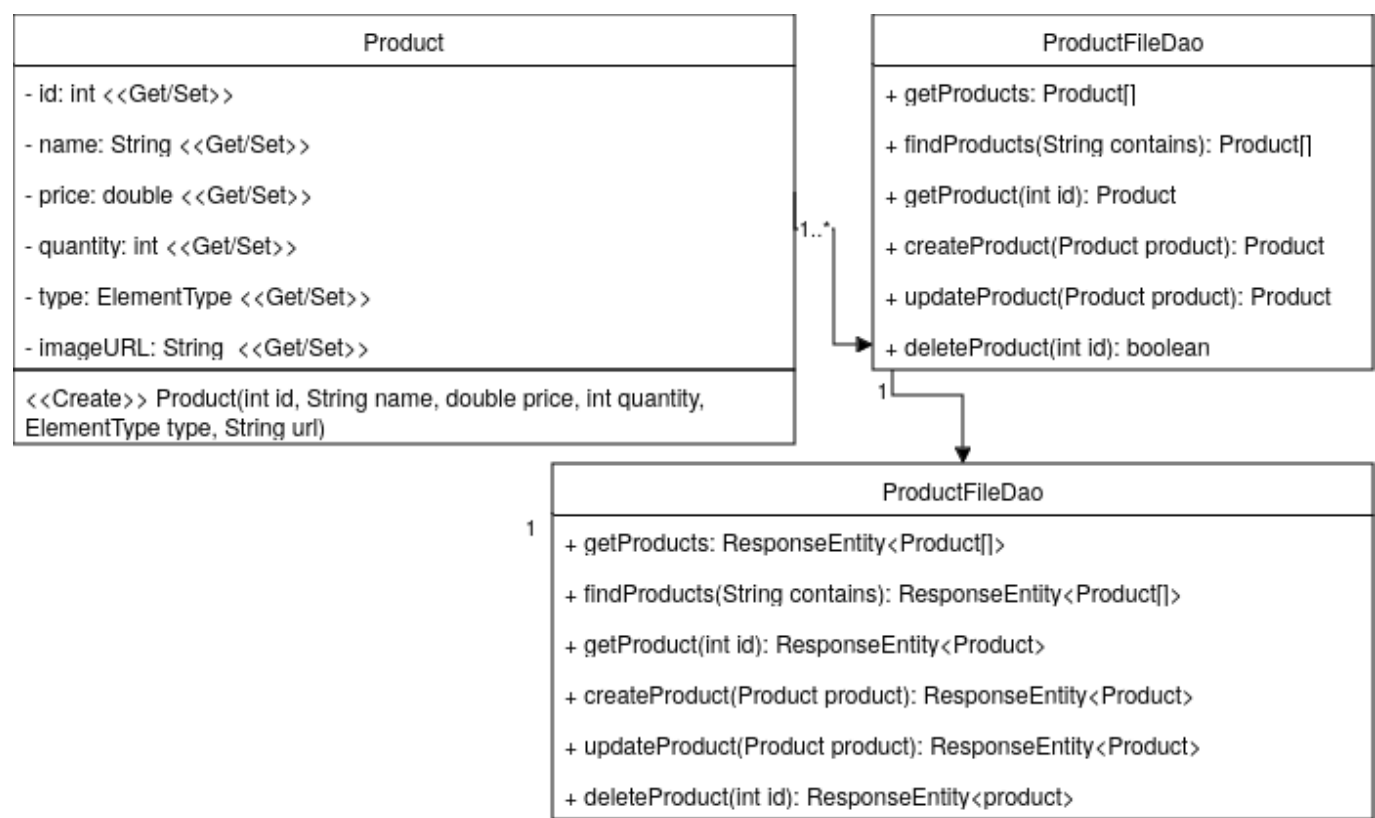 Product
- id: int <<Get/Set>>
- name: String <<Get/Set>>
- price: double <<Get/Set>>
- quantity: int <<Get/Set>>
- type: ElementType <<Get/Set>>
- imageURL: String  <<Get/Set>>
<<Create>> Product(int id, String name, double price, int quantity,
ElementType type, String url)
1..*
ProductFileDao
+ getProducts: Product[]
+ findProducts(String contains): Product[]
+ getProduct(int id): Product
+ createProduct(Product product): Product
+ updateProduct(Product product): Product
+ deleteProduct(int id): boolean
1
1
ProductFileDao
+ getProducts: ResponseEntity<Product[]>
+ findProducts(String contains): ResponseEntity<Product[]>
+ getProduct(int id): ResponseEntity<Product>
+ createProduct(Product product): ResponseEntity<Product>
+ updateProduct(Product product): ResponseEntity<Product>
+ deleteProduct(int id): ResponseEntity<product>